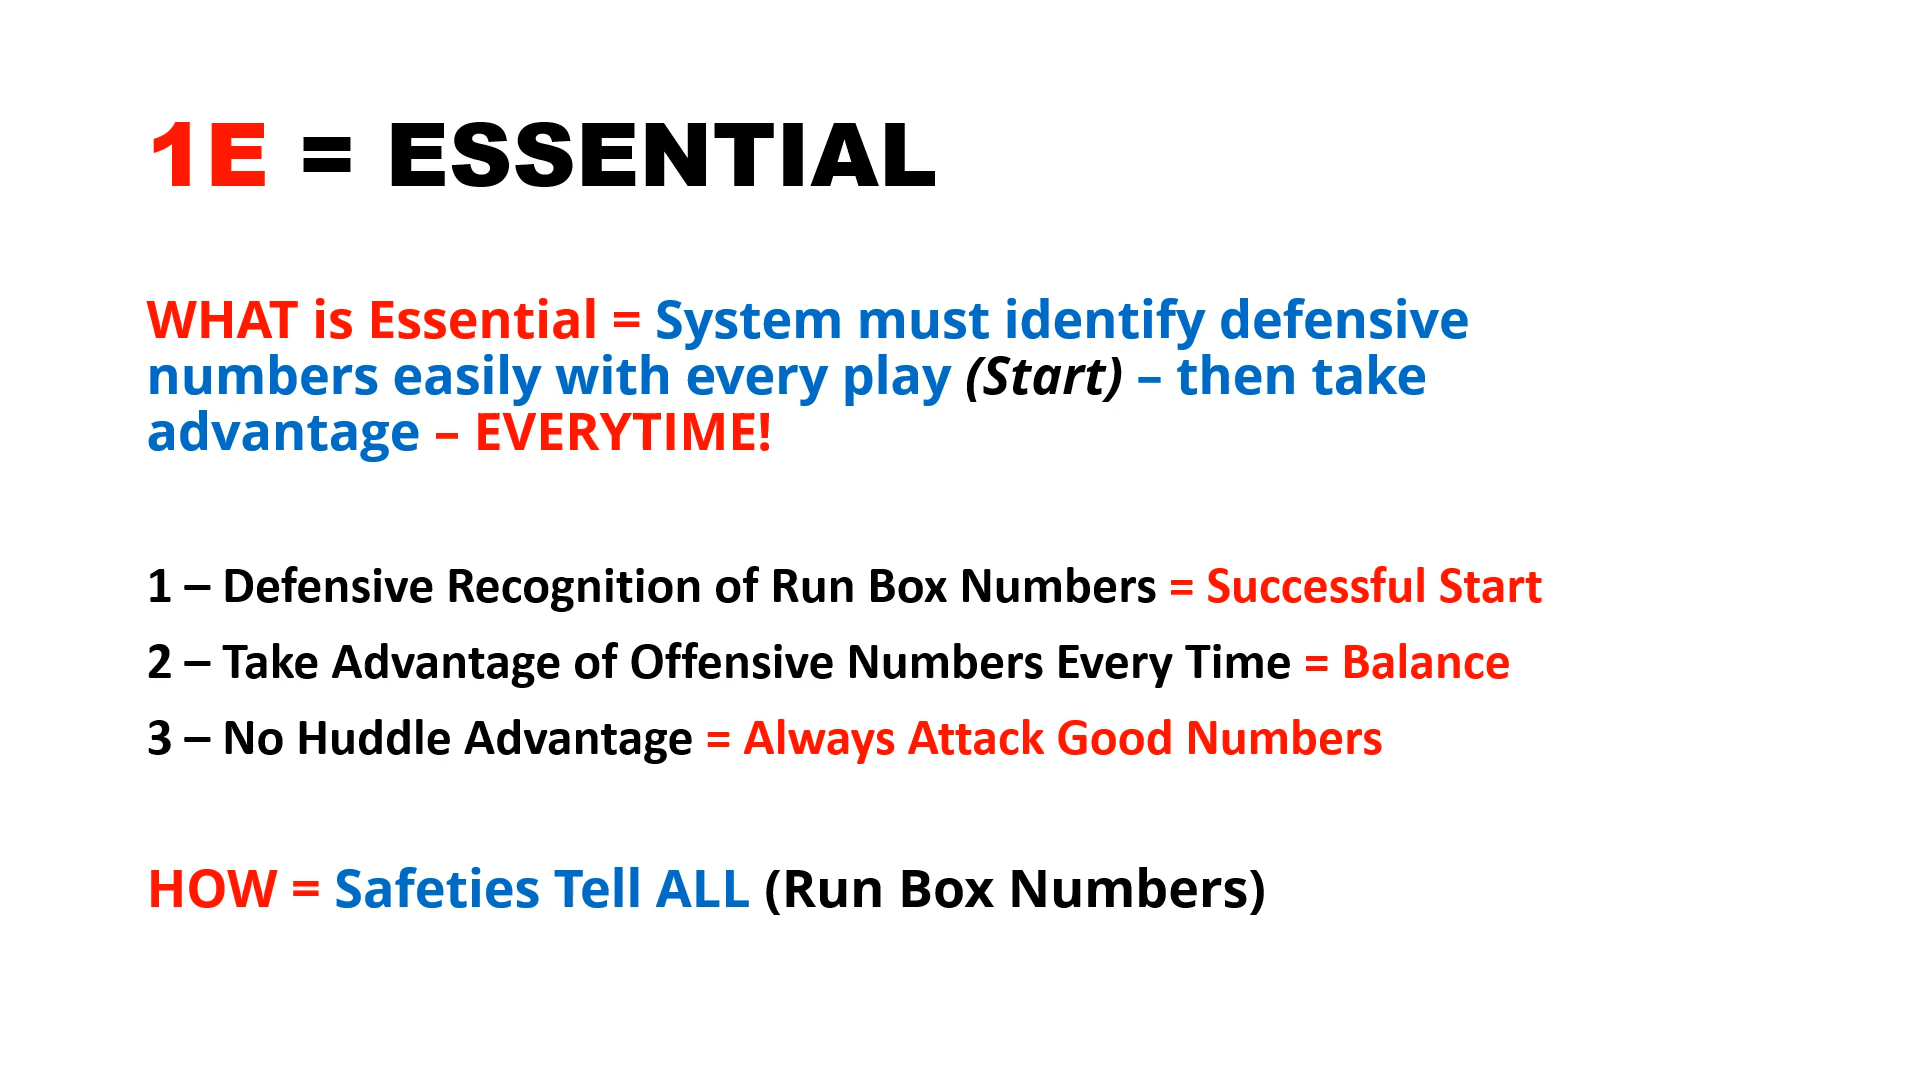 1E = ESSENTIAL
WHAT is Essential = System must identify defensive
numbers easily with every play (Start) – then take
advantage – EVERYTIME!
1 – Defensive Recognition of Run Box Numbers = Successful Start
2 – Take Advantage of Offensive Numbers Every Time = Balance
3 – No Huddle Advantage = Always Attack Good Numbers
HOW = Safeties Tell ALL (Run Box Numbers)